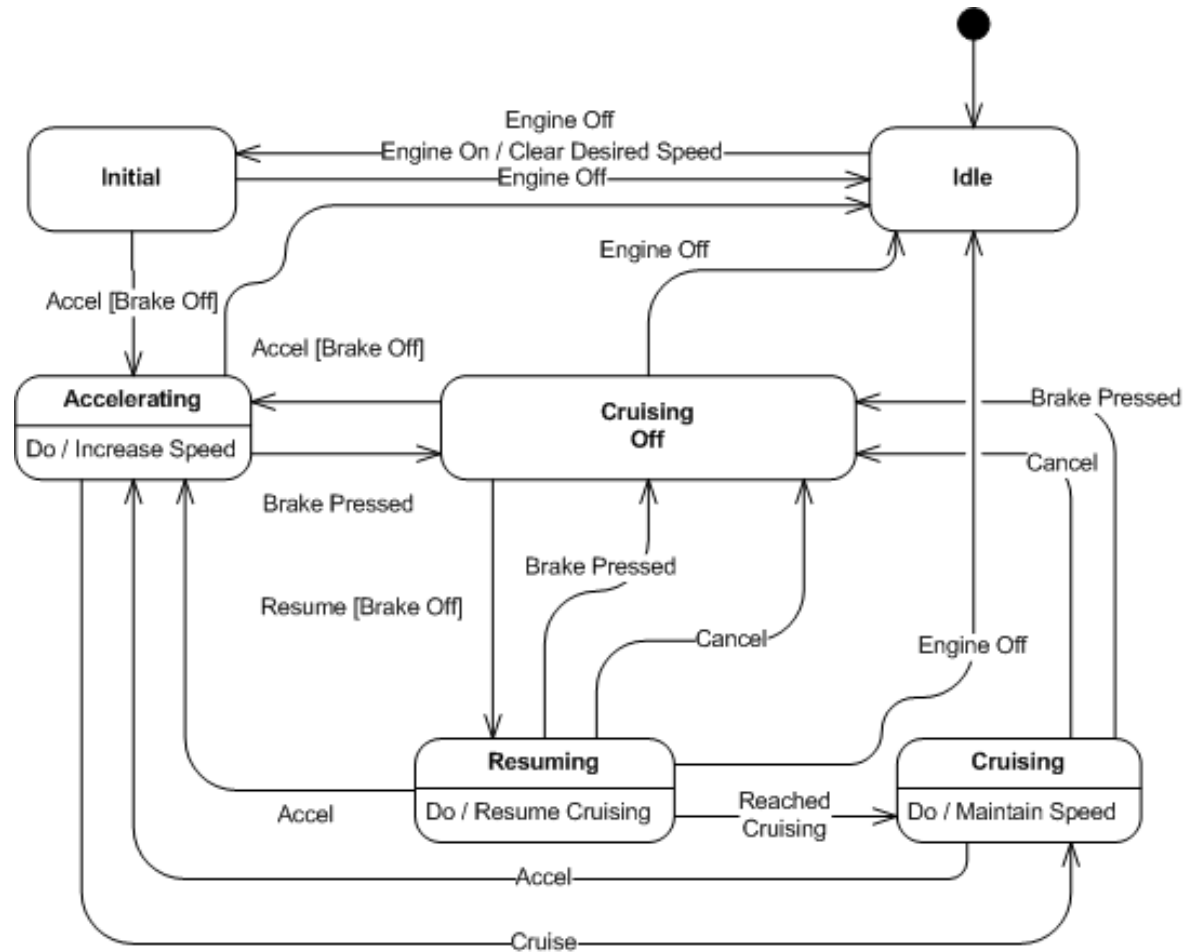 Engine Off
Engine On / Clear Desired Speed
Engine Off
Initial
Idle
Engine Off
Accel [Brake Off]
Accel [Brake Off]
Accelerating
Do / Increase Speed
Cruising
Off
Brake Pressed
Cancel
Brake Pressed
Brake Pressed
Resume [Brake Off]
Cancel
Engine Off
Resuming
Do / Resume Cruising
Cruising
Do / Maintain Speed
Reached
Cruising
Accel
Accel
Cruise